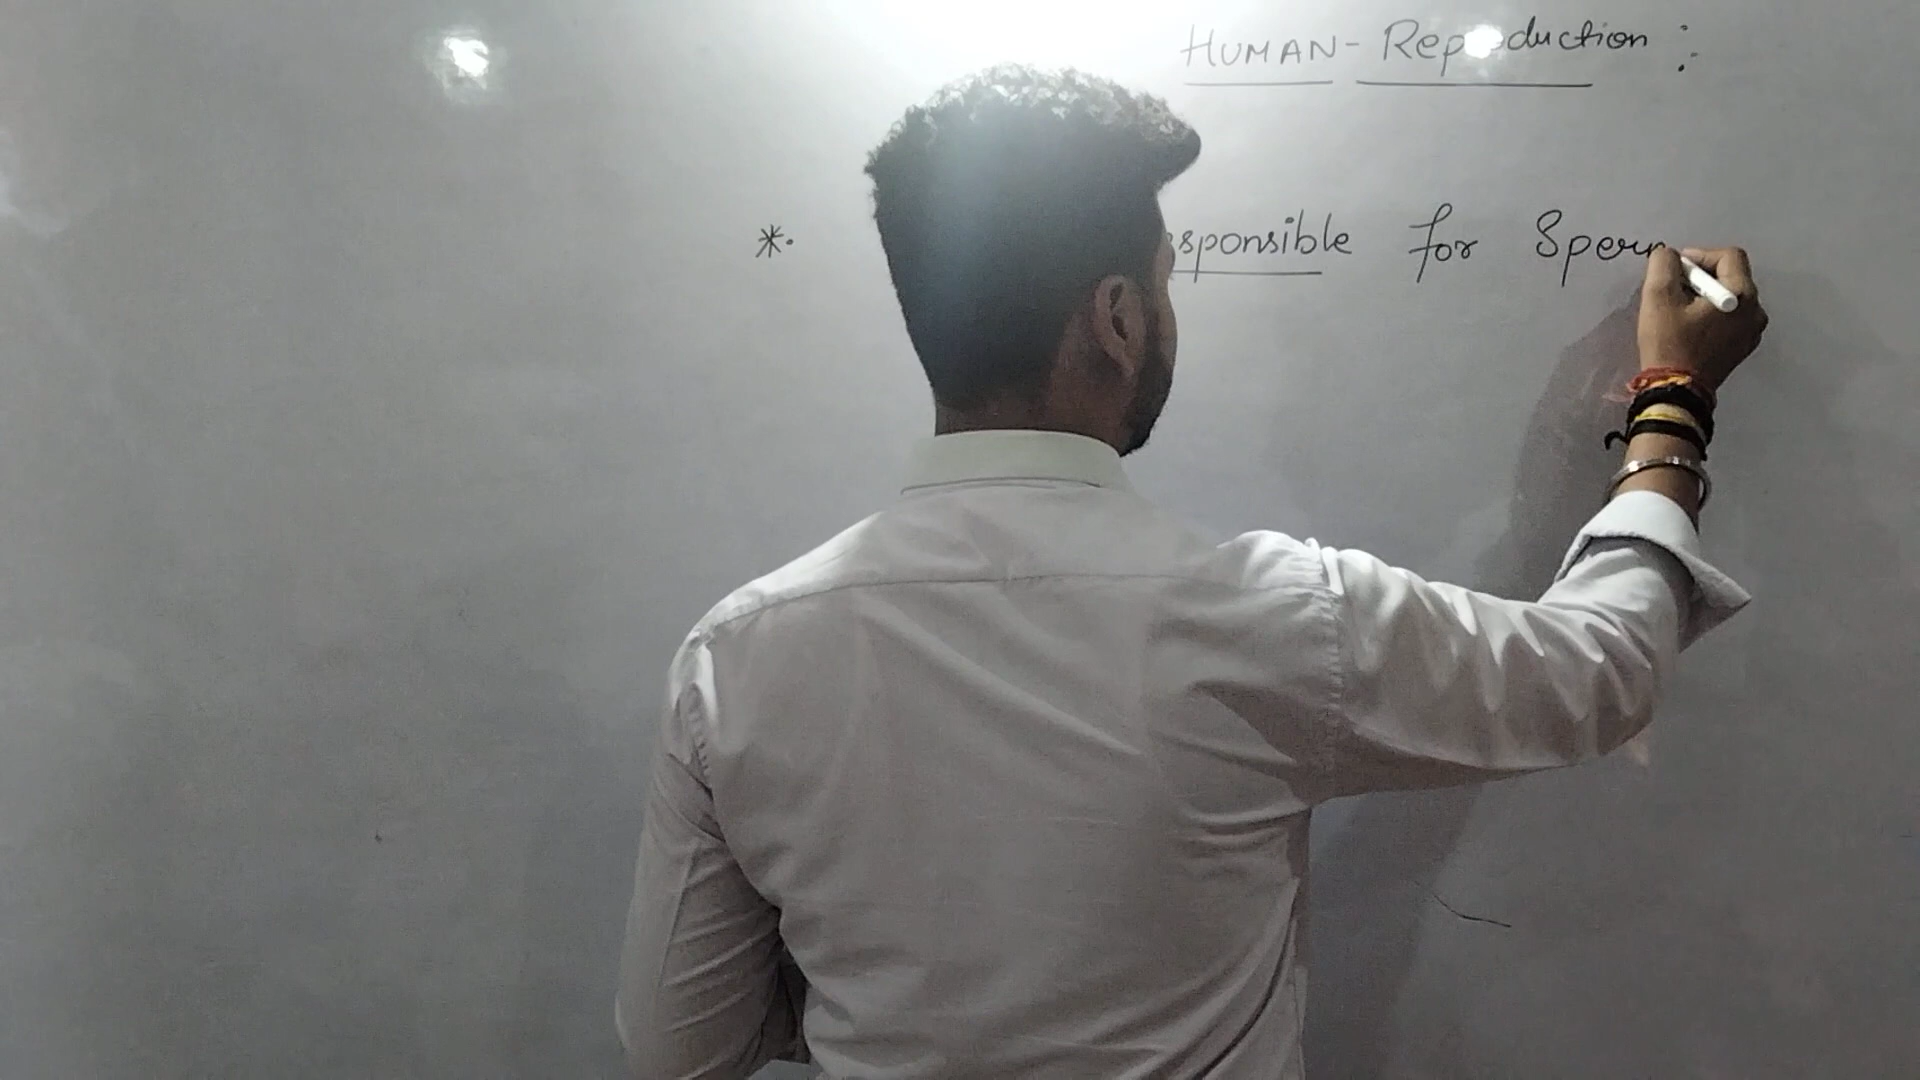 HUMAN - Reproduction :
*. sponsible for Sper